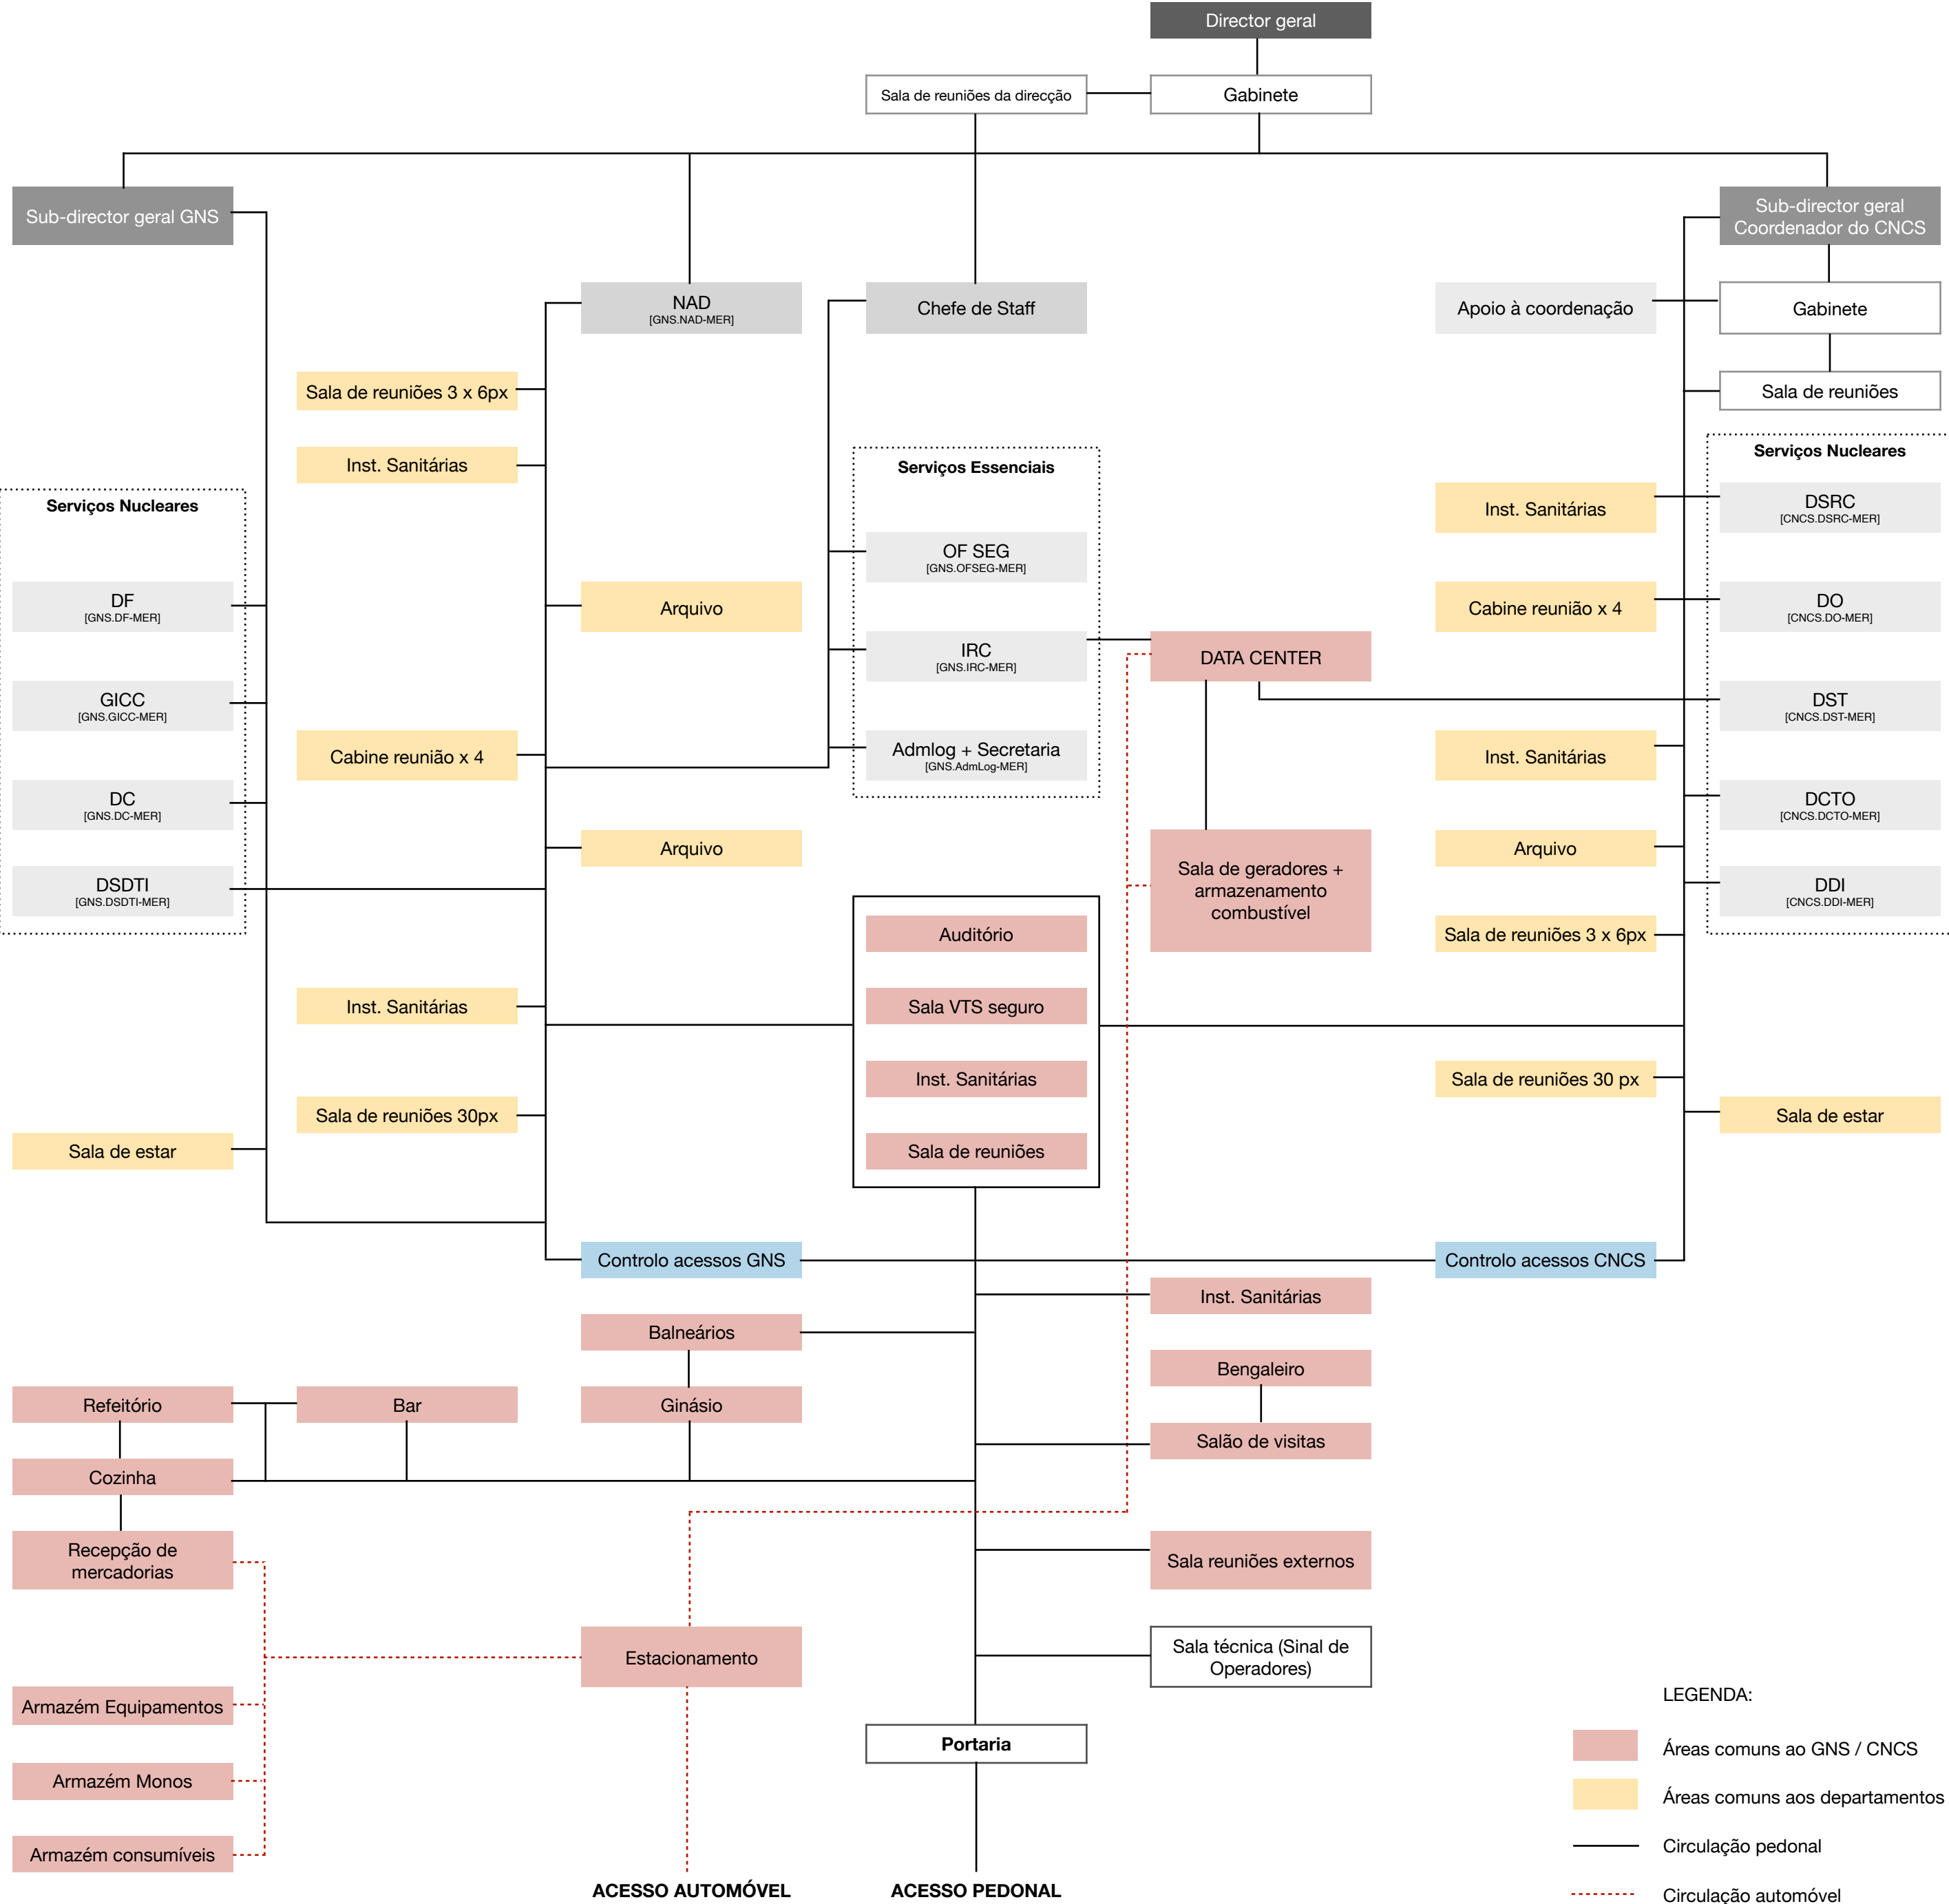 Director geral
Sala de reuniões da direcção
Gabinete
Sub-director geral GNS
Sub-director geral
Coordenador do CNCS
NAD
[GNS.NAD-MER]
Chefe de Staff
Apoio à coordenação
Gabinete
Sala de reuniões 3 x 6px
Sala de reuniões
Inst. Sanitárias
Serviços Essenciais
Serviços Nucleares
Serviços Nucleares
Inst. Sanitárias
DSRC
[CNCS.DSRC-MER]
OF SEG
[GNS.OFSEG-MER]
DF
[GNS.DF-MER]
Arquivo
Cabine reunião x 4
DO
[CNCS.DO-MER]
IRC
[GNS.IRC-MER]
DATA CENTER
GICC
[GNS.GICC-MER]
DST
[CNCS.DST-MER]
Cabine reunião x 4
Admlog + Secretaria
[GNS.AdmLog-MER]
Inst. Sanitárias
DC
[GNS.DC-MER]
DCTO
[CNCS.DCTO-MER]
Arquivo
Arquivo
Sala de geradores +
armazenamento
combustível
DSDTI
[GNS.DSDTI-MER]
DDI
[CNCS.DDI-MER]
Auditório
Sala de reuniões 3 x 6px
Inst. Sanitárias
Sala VTS seguro
Inst. Sanitárias
Sala de reuniões 30 px
Sala de reuniões 30px
Sala de estar
Sala de estar
Sala de reuniões
Controlo acessos GNS
Controlo acessos CNCS
Inst. Sanitárias
Balneários
Bengaleiro
Refeitório
Bar
Ginásio
Salão de visitas
Cozinha
Recepção de
mercadorias
Sala reuniões externos
Estacionamento
Sala técnica (Sinal de
Operadores)
Armazém Equipamentos
LEGENDA:
Portaria
Áreas comuns ao GNS / CNCS
Armazém Monos
Áreas comuns aos departamentos
Armazém consumíveis
Circulação pedonal
ACESSO AUTOMÓVEL
ACESSO PEDONAL
Circulação automóvel